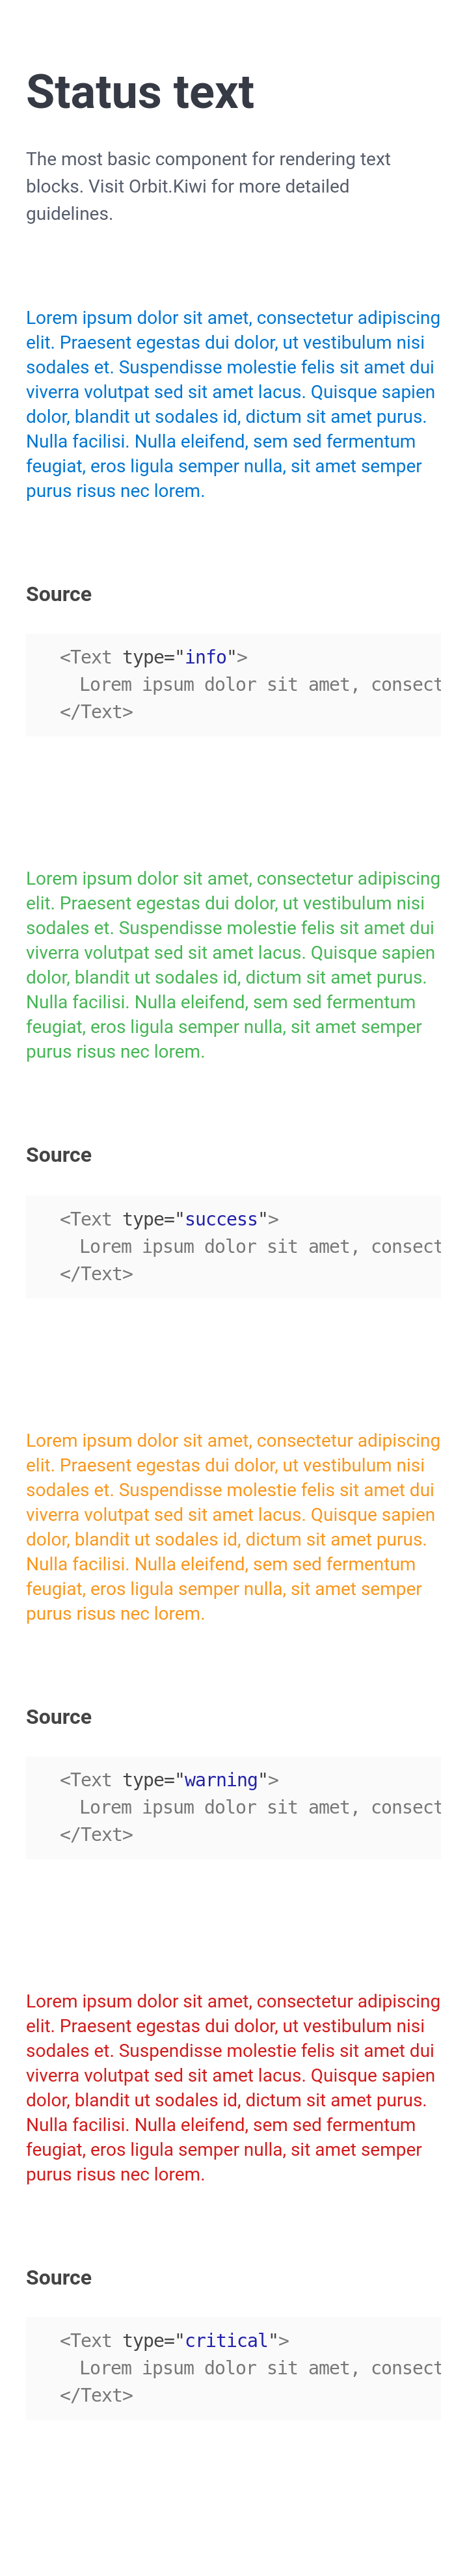 Status text
The most basic component for rendering text
blocks. Visit Orbit.Kiwi for more detailed
guidelines.
Lorem ipsum dolor sit amet, consectetur adipiscing
elit. Praesent egestas dui dolor, ut vestibulum nisi
sodales et. Suspendisse molestie felis sit amet dui
viverra volutpat sed sit amet lacus. Quisque sapien
dolor, blandit ut sodales id, dictum sit amet purus.
Nulla facilisi. Nulla eleifend, sem sed fermentum
feugiat, eros ligula semper nulla, sit amet semper
purus risus nec lorem.
Source
<Text type="info">
Lorem ipsum dolor sit amet, consect
</Text>
Lorem ipsum dolor sit amet, consectetur adipiscing
elit. Praesent egestas dui dolor, ut vestibulum nisi
sodales et. Suspendisse molestie felis sit amet dui
viverra volutpat sed sit amet lacus. Quisque sapien
dolor, blandit ut sodales id, dictum sit amet purus.
Nulla facilisi. Nulla eleifend, sem sed fermentum
feugiat, eros ligula semper nulla, sit amet semper
purus risus nec lorem.
Source
<Text type="success">
Lorem ipsum dolor sit amet, consect
</Text>
Lorem ipsum dolor sit amet, consectetur adipiscing
elit. Praesent egestas dui dolor, ut vestibulum nisi
sodales et. Suspendisse molestie felis sit amet dui
viverra volutpat sed sit amet lacus. Quisque sapien
dolor, blandit ut sodales id, dictum sit amet purus.
Nulla facilisi. Nulla eleifend, sem sed fermentum
feugiat, eros ligula semper nulla, sit amet semper
purus risus nec lorem.
Source
<Text type="warning">
Lorem ipsum dolor sit amet, consect
</Text>
Lorem ipsum dolor sit amet, consectetur adipiscing
elit. Praesent egestas dui dolor, ut vestibulum nisi
sodales et. Suspendisse molestie felis sit amet dui
viverra volutpat sed sit amet lacus. Quisque sapien
dolor, blandit ut sodales id, dictum sit amet purus.
Nulla facilisi. Nulla eleifend, sem sed fermentum
feugiat, eros ligula semper nulla, sit amet semper
purus risus nec lorem.
Source
<Text type="critical">
Lorem ipsum dolor sit amet, consect
</Text>